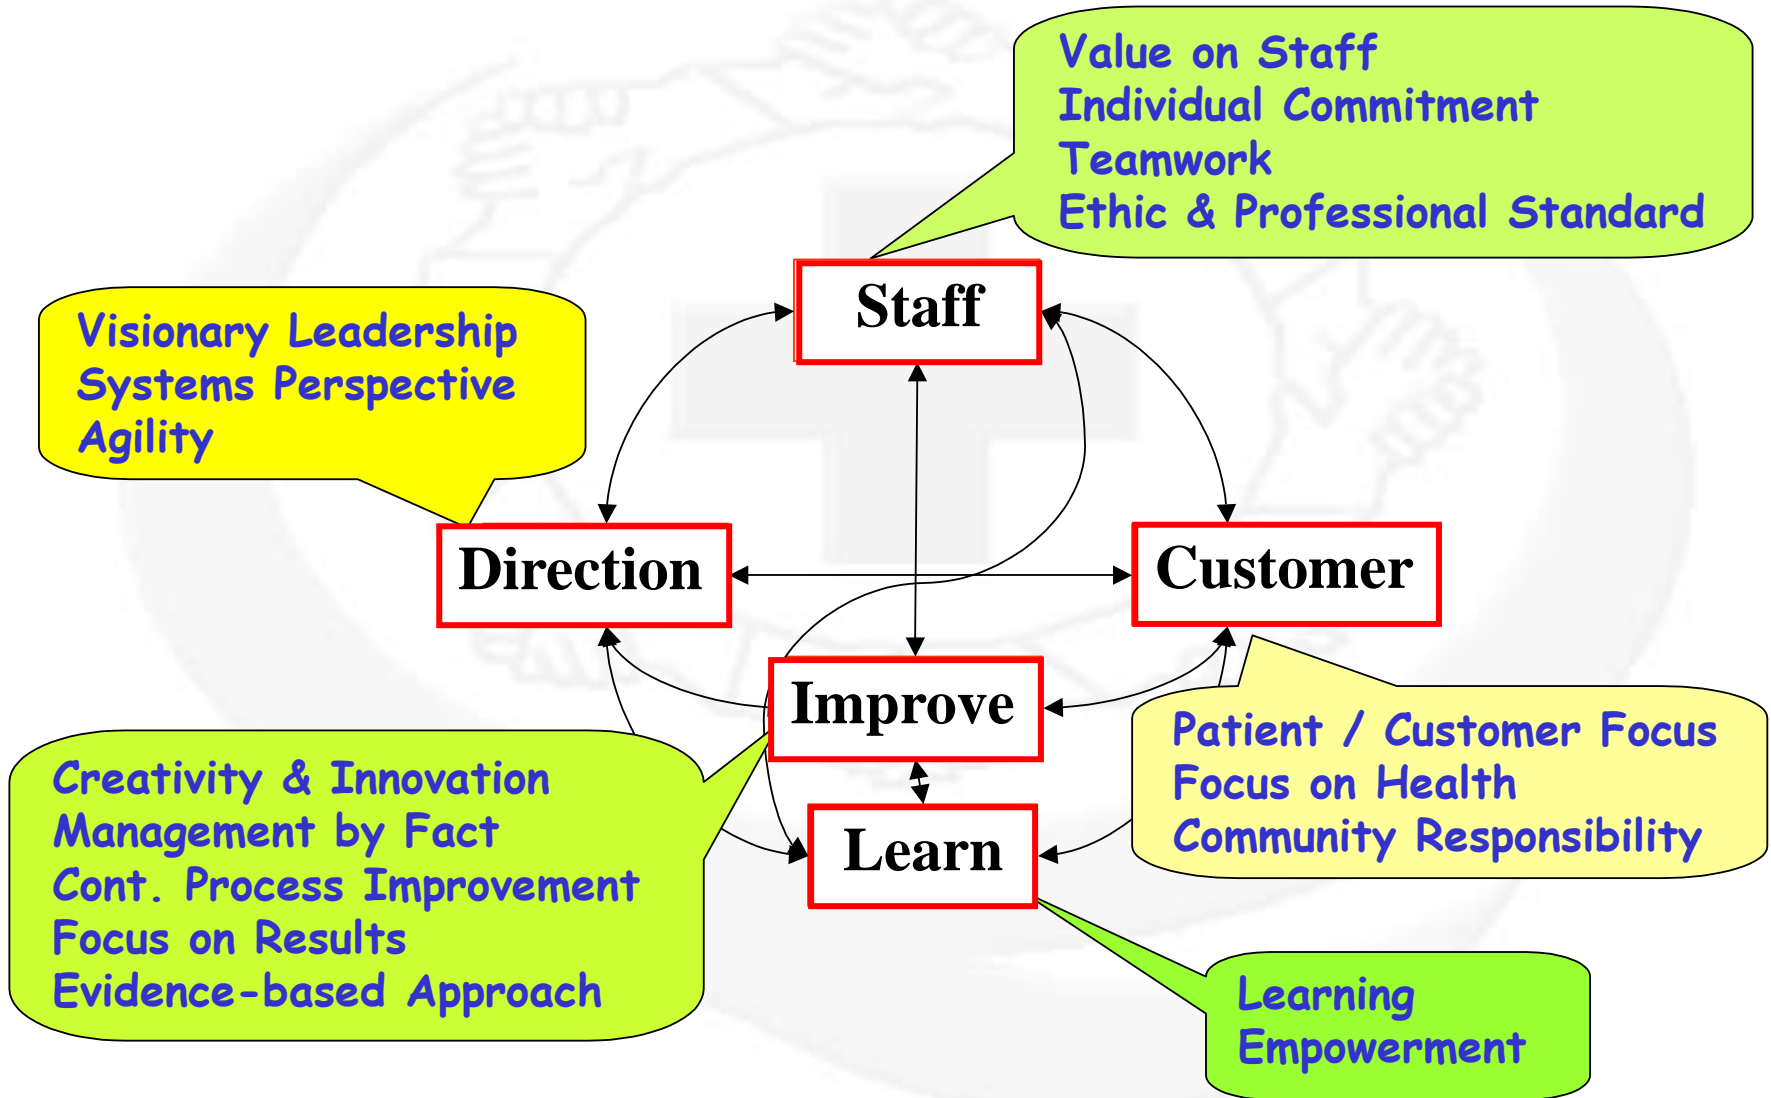 Value on Staff
Individual Commitment
Teamwork
Ethic & Professional Standard
Staff
Visionary Leadership
Systems Perspective
Agility
Direction
Customer
Improve
Patient / Customer Focus
Focus on Health
Community Responsibility
Creativity & Innovation
Management by Fact
Cont. Process Improvement
Focus on Results
Evidence-based Approach
Learn
Learning
Empowerment